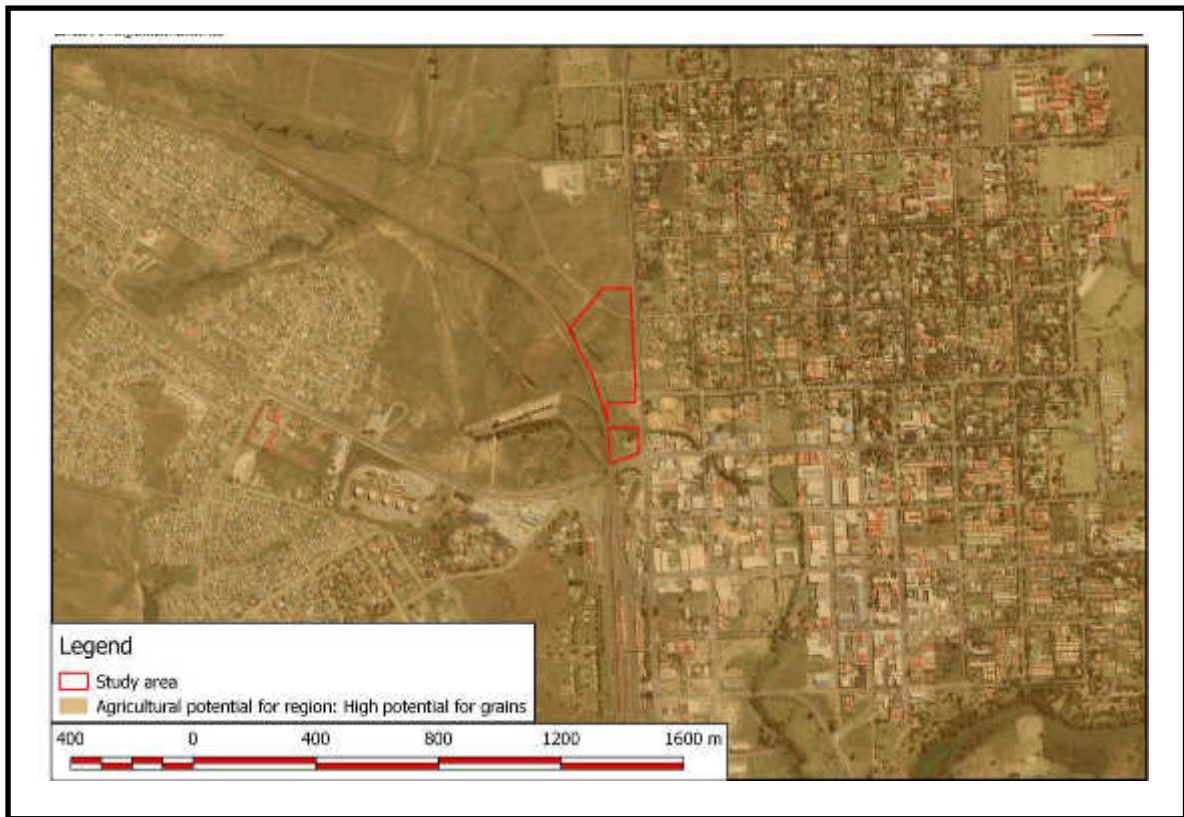 Legend
Study area
Agricultural potential for region: High potential for grains
400 0 400 800 1200 1600 m